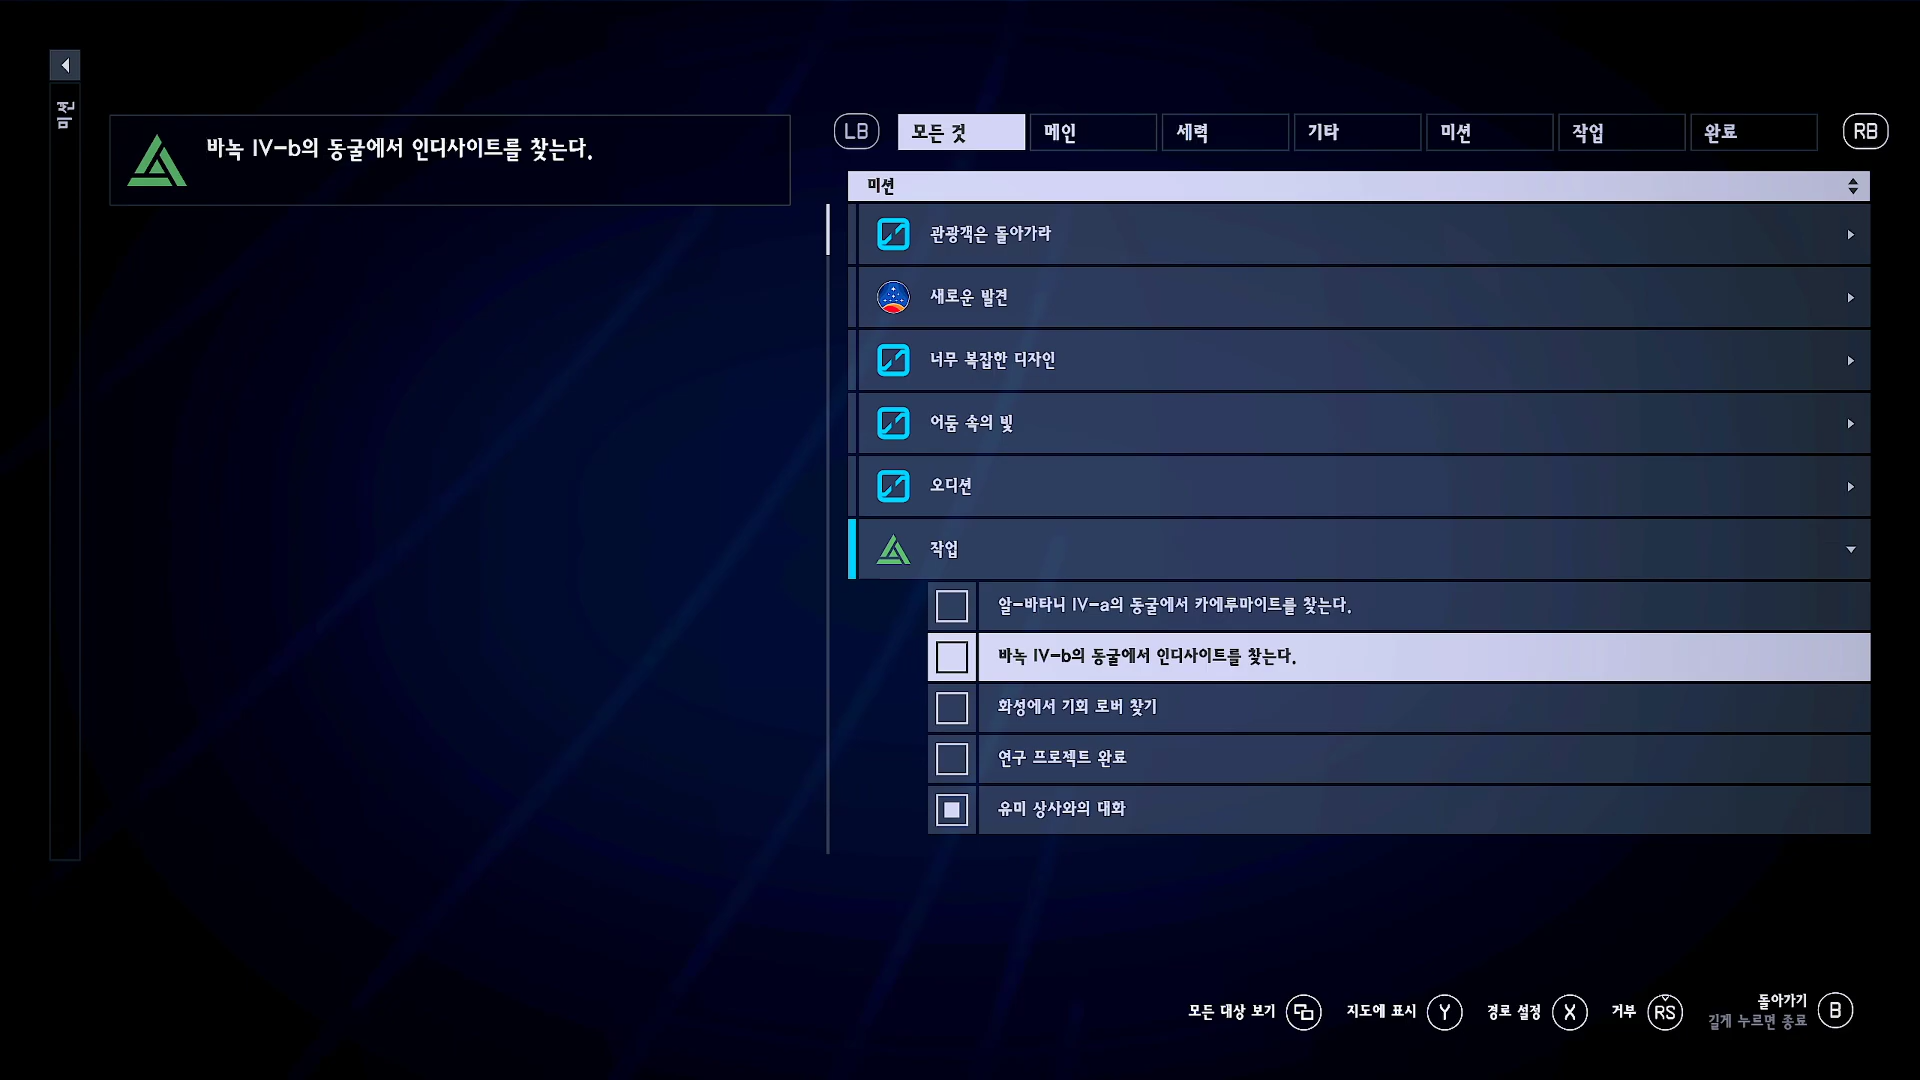 미션
바녹 IV-b의 동굴에서 인디사이트를 찾는다.
LB 모든 것 메인 세력 기타 미션 작업 완료 RB
미션
관광객은 돌아가라
새로운 발견
너무 복잡한 디자인
어둠 속의 빛
오디션
작업
알-바타니 IV-a의 동굴에서 카에루마이트를 찾는다.
바녹 IV-b의 동굴에서 인디사이트를 찾는다.
화성에서 기회 로버 찾기
연구 프로젝트 완료
유미 상사와의 대화
모든 대상 보기 지도에 표시 Y 경로 설정 X 거부 RS 돌아가기 B
길게 누르면 종료